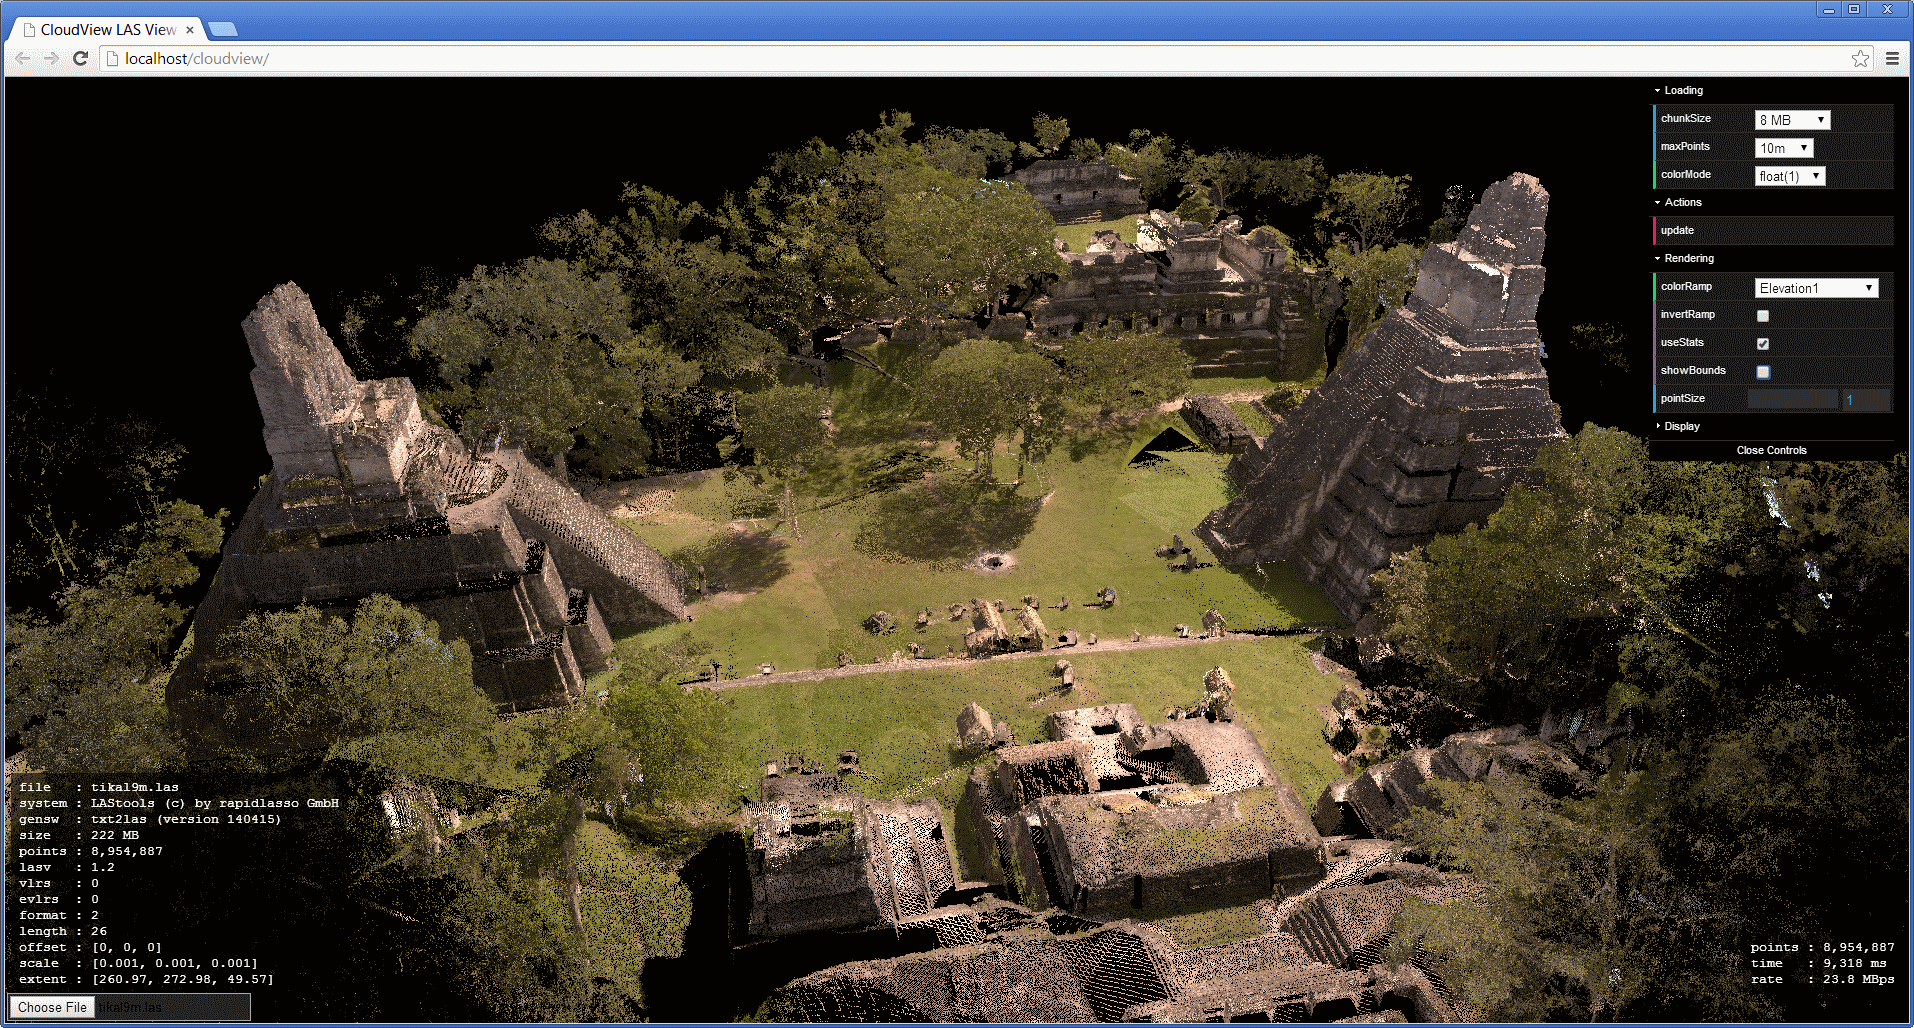 CloudView LAS View
localhost/cloudview/
Loading
chunkSize 8 MB
maxPoints 10m
colorMode float(1)
Actions
update
Rendering
colorRamp Elevation1
invertRamp
useStats
showBounds
pointSize 1
Display
Close Controls
file : tikal9m.las
system : LAStools (c) by rapidlasso GmbH
gensw : txt2las (version 140415)
size : 222 MB
points : 8,954,887
lasv : 1.2
vlrs : 0
evlrs : 0
format : 2
length : 26
offset : [0, 0, 0]
scale : [0.001, 0.001, 0.001]
extent : [260.97, 272.98, 49.57]
Choose File tikal9m.las
points : 8,954,887
time : 9,318 ms
rate : 23.8 MBps